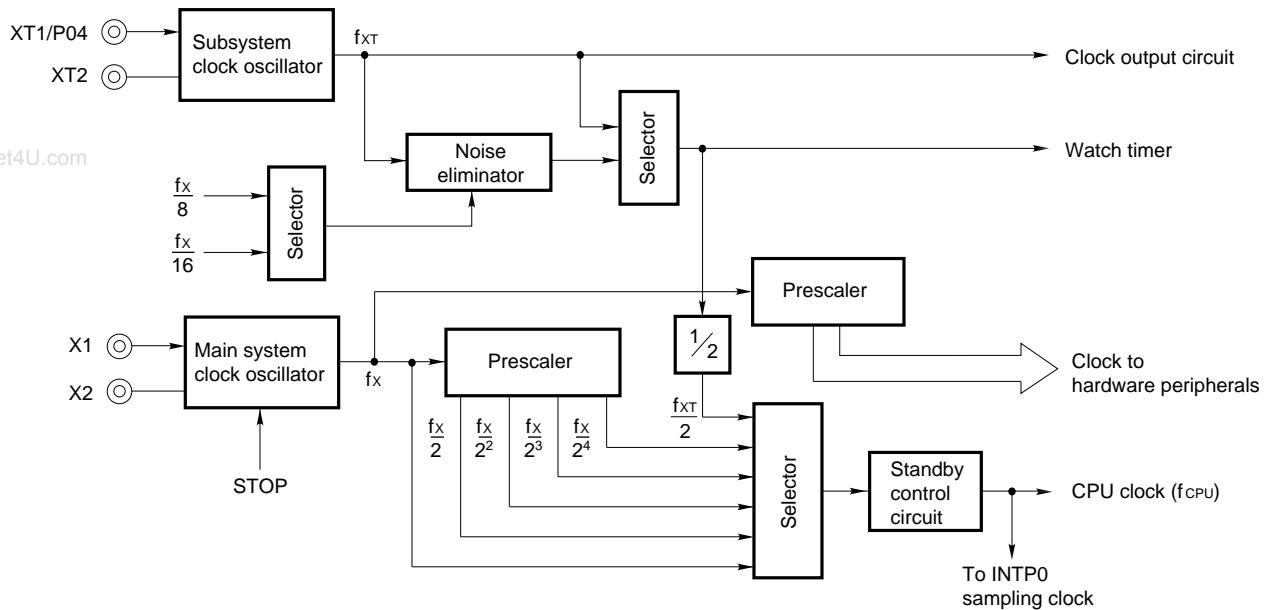 XT1/P04
XT2
Subsystem
clock oscillator
fXT
Clock output circuit
et4U.com
Noise
eliminator
Selector
Watch timer
fX
8
fX
16
Selector
Prescaler
X1
X2
Main system
clock oscillator
fX
Prescaler
1/2
Clock to
hardware peripherals
STOP
fX
2
fX
2²
fX
2³
fX
2⁴
fXT
2
Selector
Standby
control
circuit
CPU clock (fCPU)
To INTP0
sampling clock